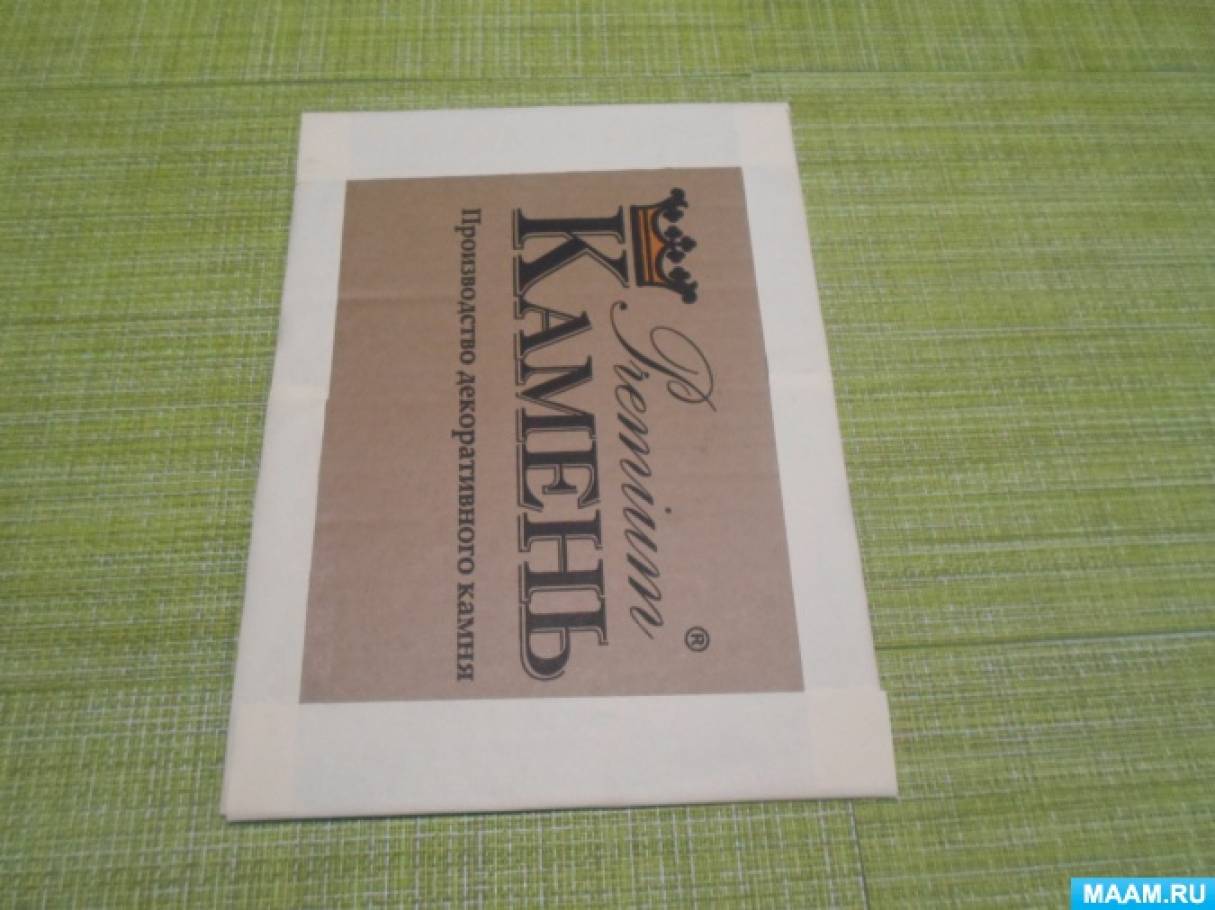 Premium ®
КАМЕНЬ
Производство декоративного камня
MAAM.RU